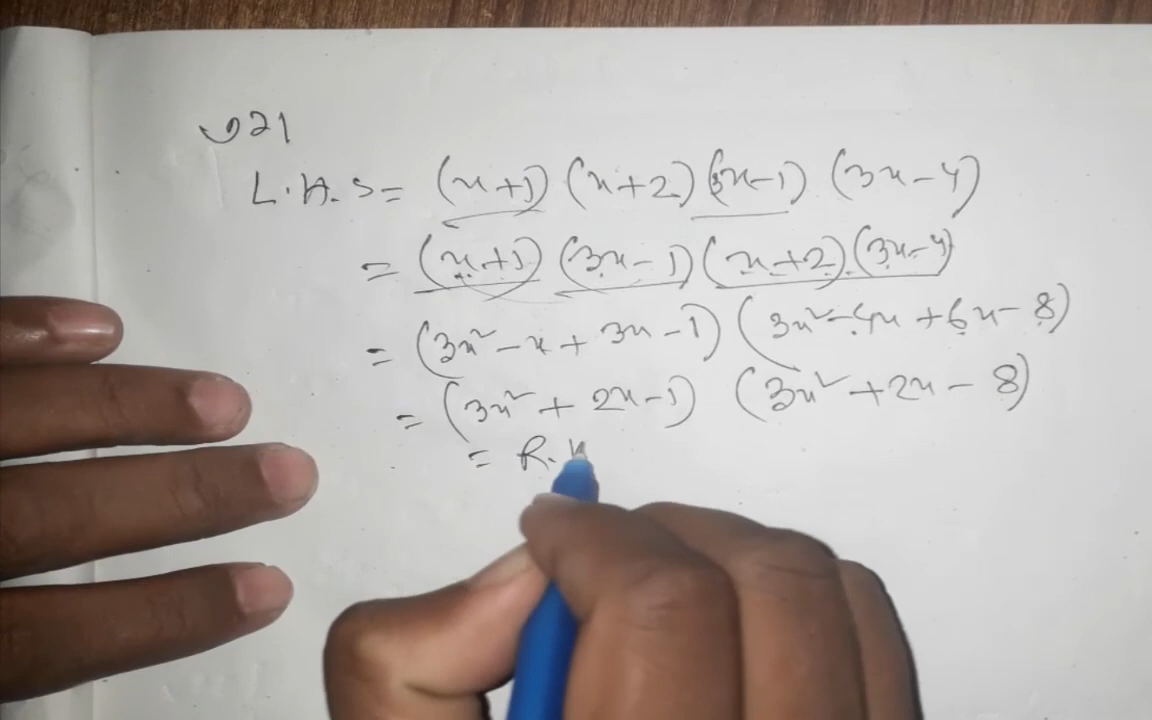 L.H.S = (x+1) (x+2) (3x-1) (3x-4)
= (x+1) (3x-1) (x+2) (3x-4)
= (3x²-x+3x-1) (3x²-4x+6x-8)
= (3x²+2x-1) (3x²+2x-8)
= R.H